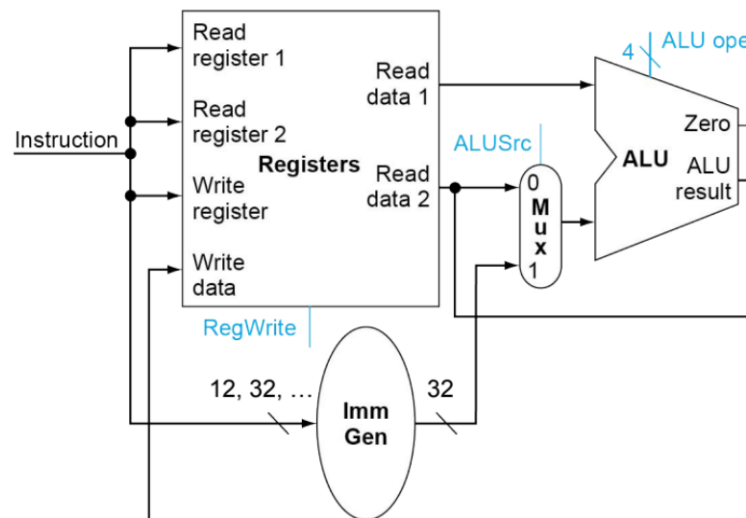 Instruction
Read
register 1
Read
register 2
Write
register
Write
data
Registers
Read
data 1
Read
data 2
RegWrite
ALUSrc
0
M
u
x
1
4
ALU ope
Zero
ALU
ALU
result
12, 32, …
Imm
Gen
32